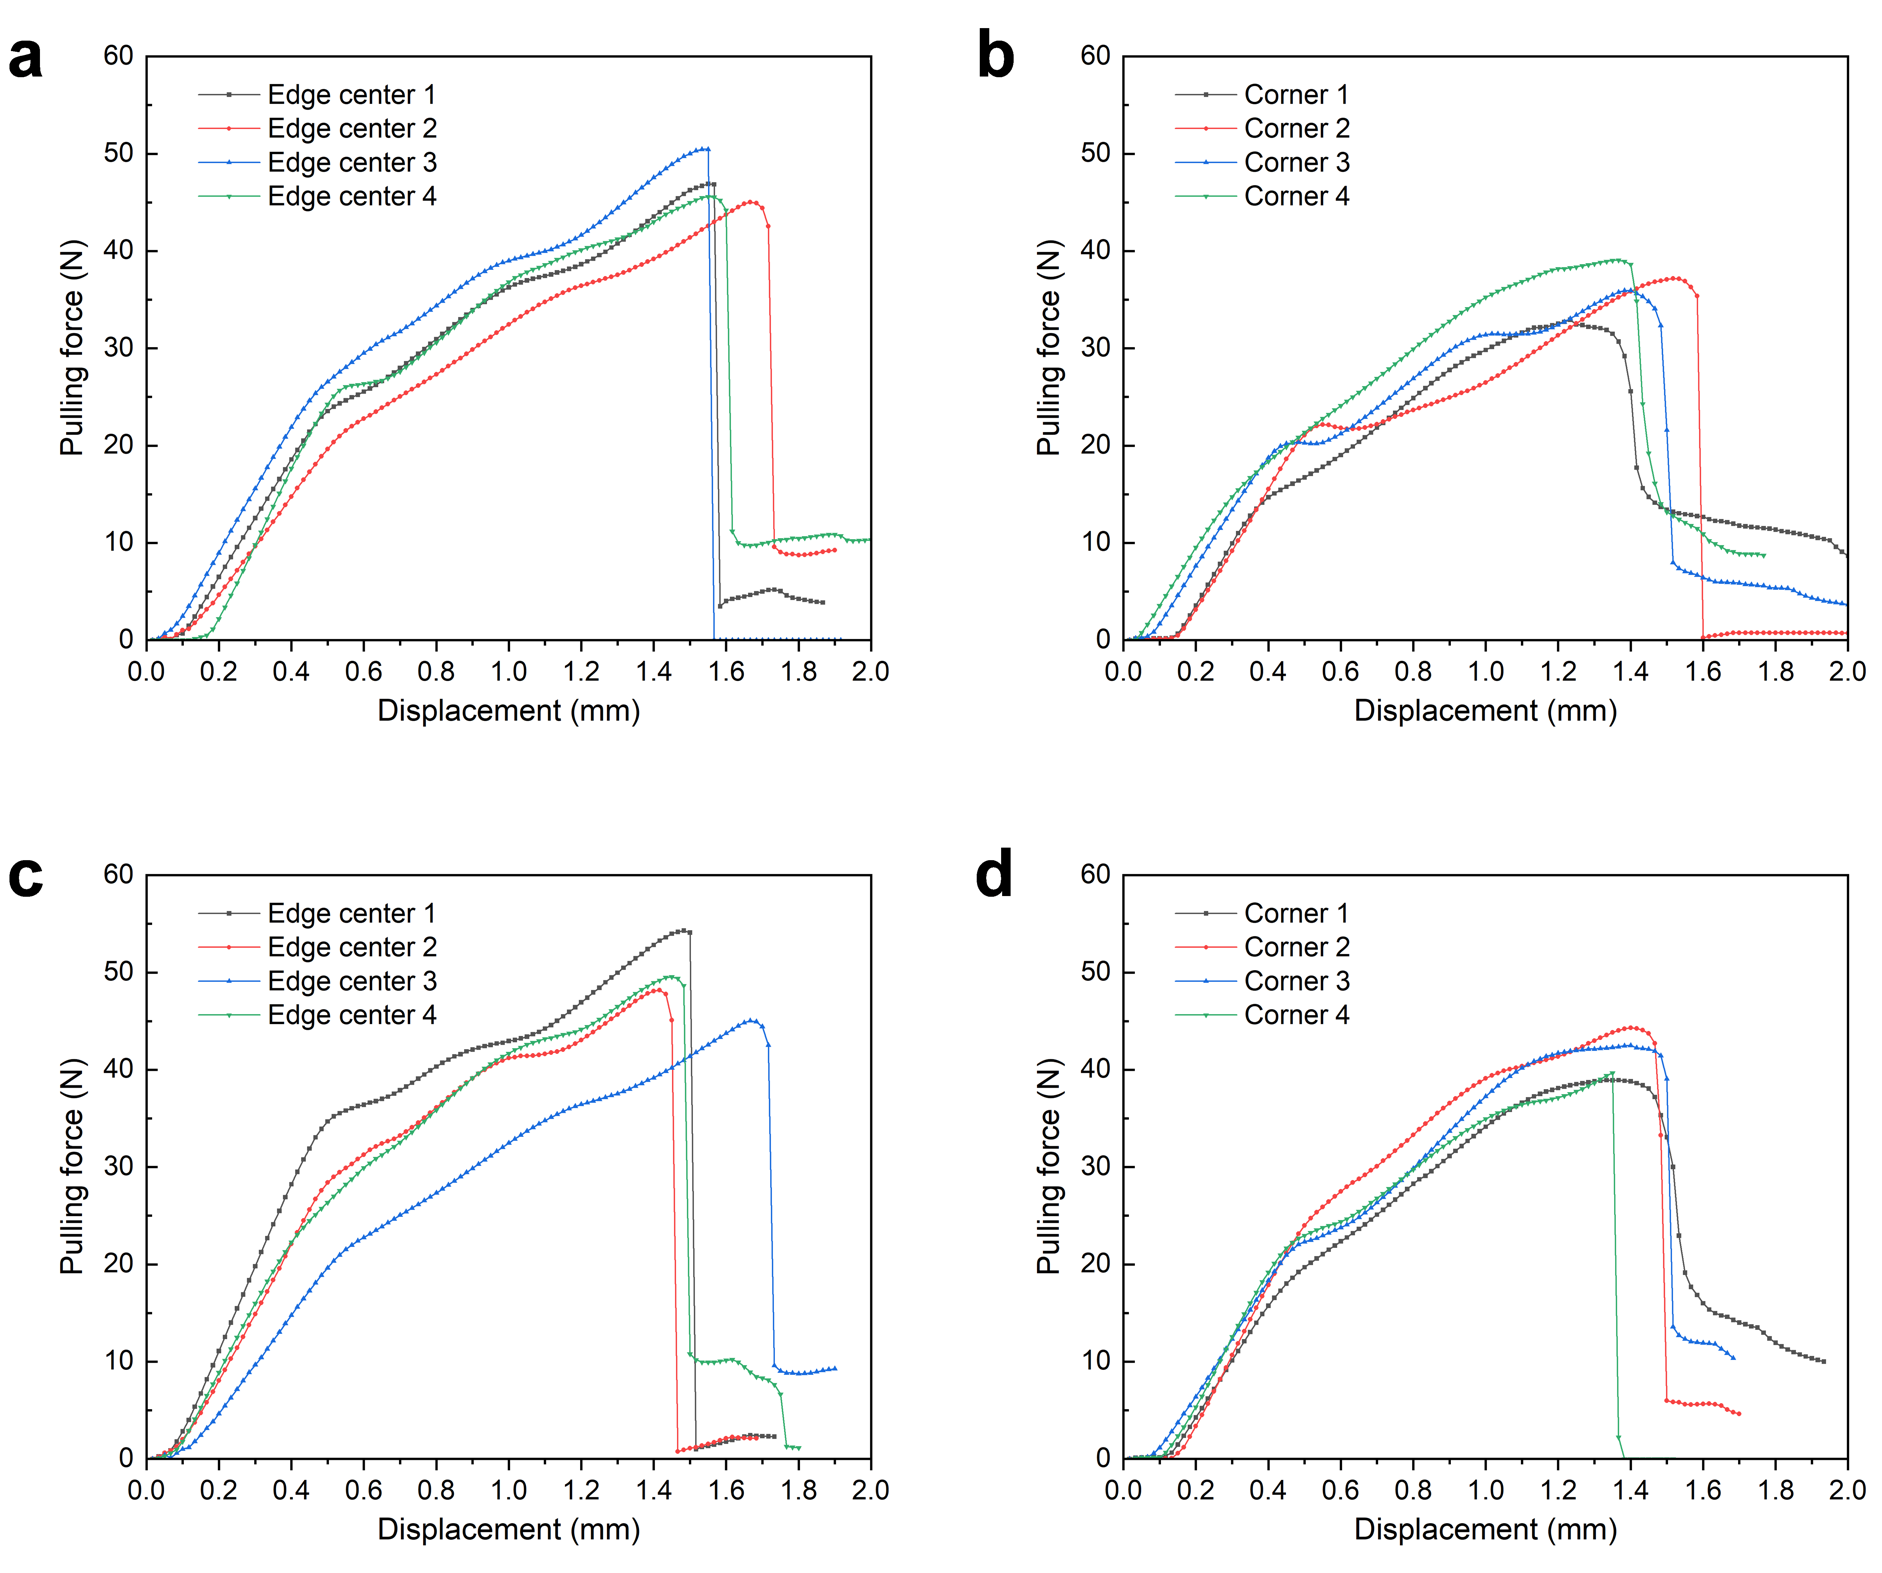 a
60
50
40
30
20
10
0
Pulling force (N)
Edge center 1
Edge center 2
Edge center 3
Edge center 4
0.0 0.2 0.4 0.6 0.8 1.0 1.2 1.4 1.6 1.8 2.0
Displacement (mm)
b
60
50
40
30
20
10
0
Pulling force (N)
Corner 1
Corner 2
Corner 3
Corner 4
0.0 0.2 0.4 0.6 0.8 1.0 1.2 1.4 1.6 1.8 2.0
Displacement (mm)
c
60
50
40
30
20
10
0
Pulling force (N)
Edge center 1
Edge center 2
Edge center 3
Edge center 4
0.0 0.2 0.4 0.6 0.8 1.0 1.2 1.4 1.6 1.8 2.0
Displacement (mm)
d
60
50
40
30
20
10
0
Pulling force (N)
Corner 1
Corner 2
Corner 3
Corner 4
0.0 0.2 0.4 0.6 0.8 1.0 1.2 1.4 1.6 1.8 2.0
Displacement (mm)